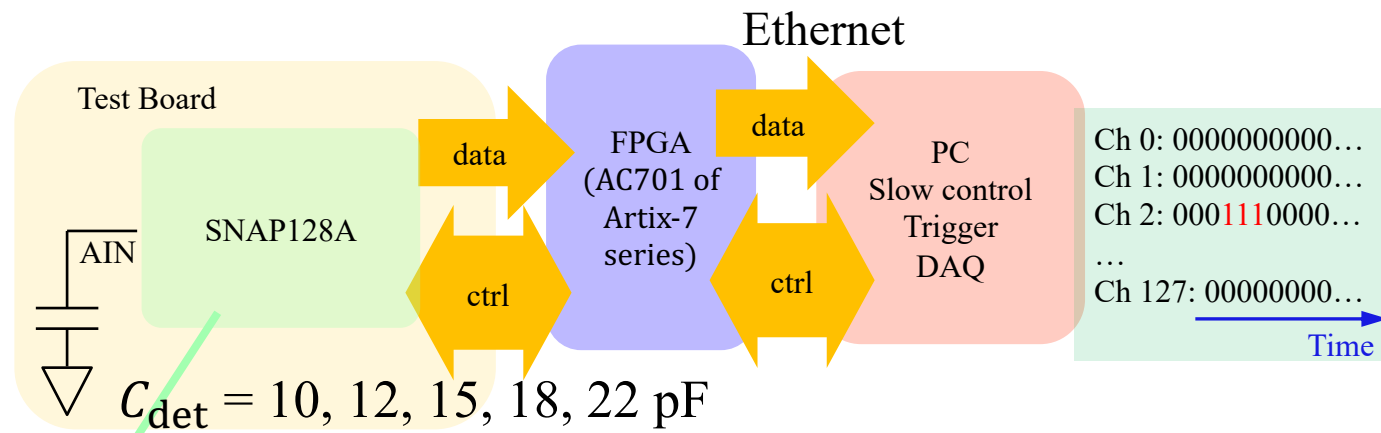 Ethernet
Test Board
SNAP128A
AIN
data
ctrl
FPGA
(AC701 of
Artix-7
series)
data
ctrl
PC
Slow control
Trigger
DAQ
Ch 0: 0000000000…
Ch 1: 0000000000…
Ch 2: 0001110000…
…
Ch 127: 00000000…
Time
C_det = 10, 12, 15, 18, 22 pF